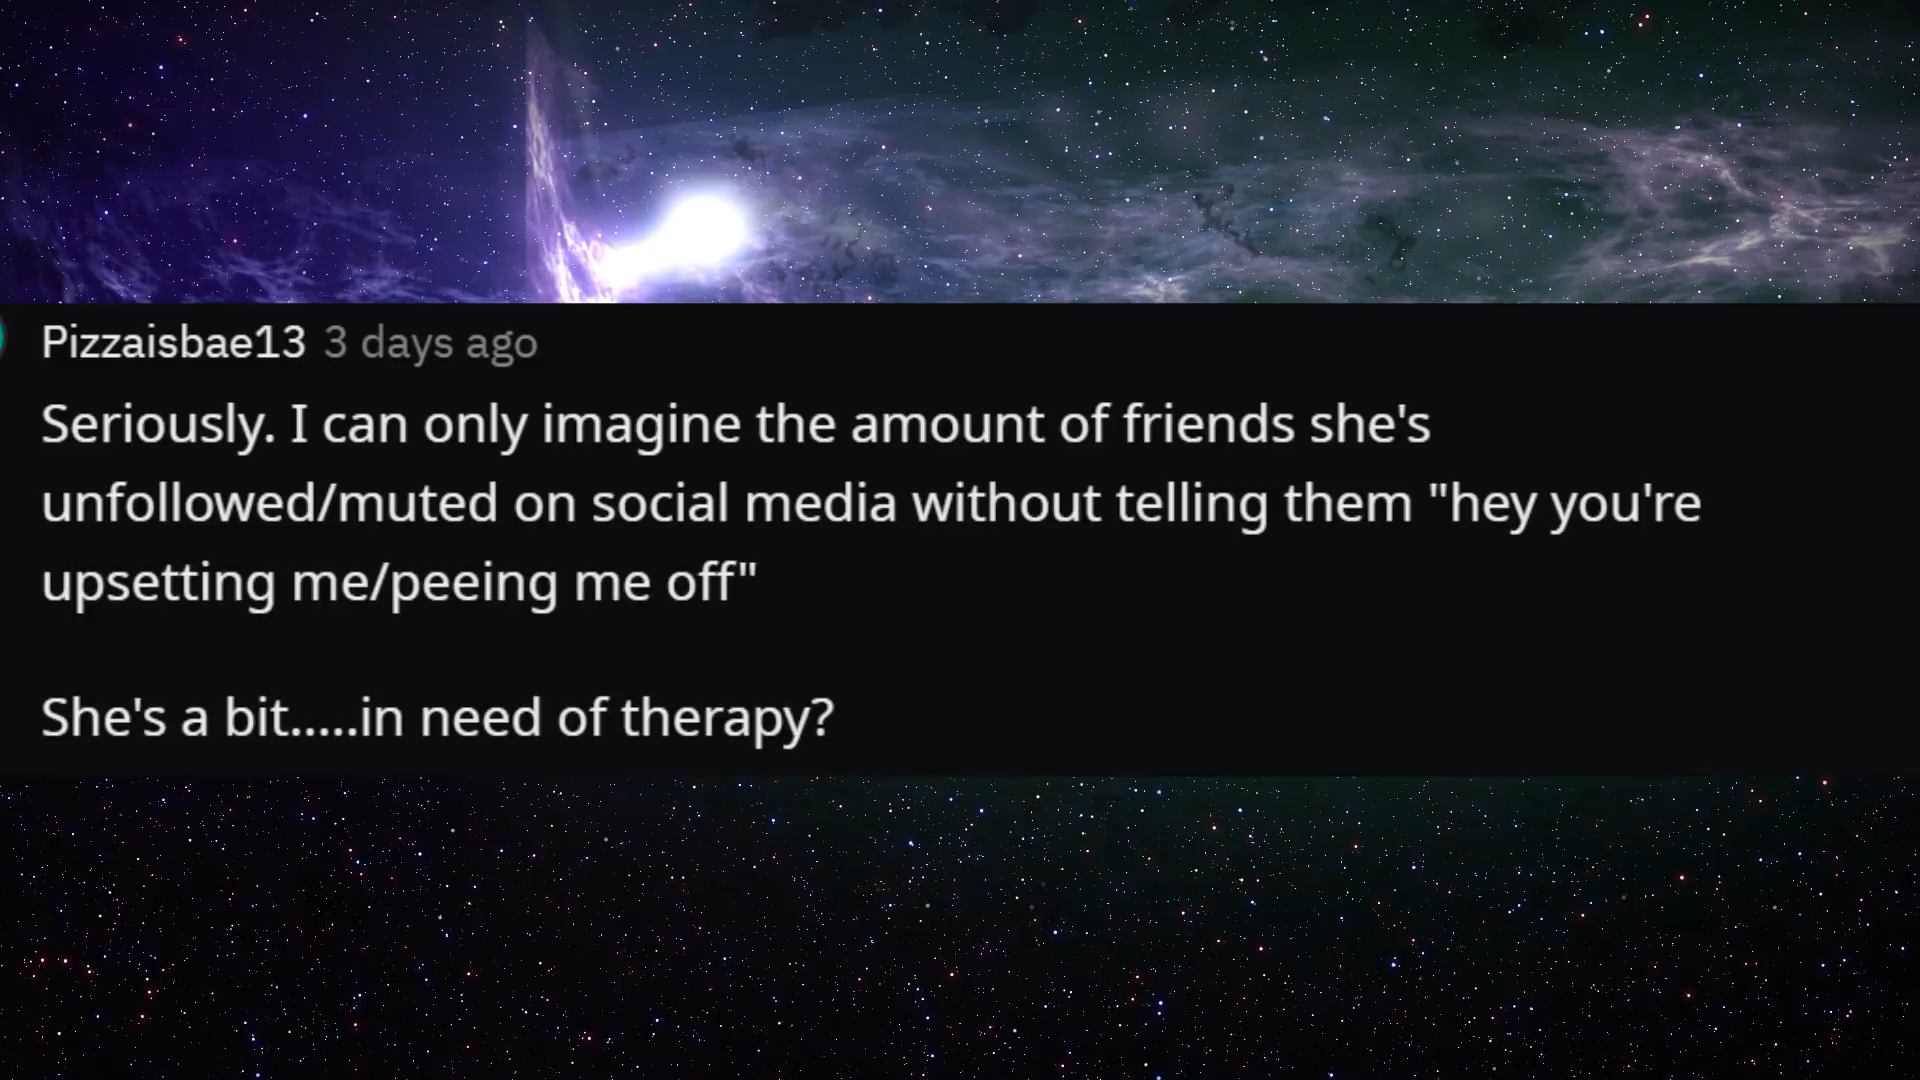 Pizzaisbae13 3 days ago
Seriously. I can only imagine the amount of friends she's
unfollowed/muted on social media without telling them "hey you're
upsetting me/peeing me off"
She's a bit.....in need of therapy?